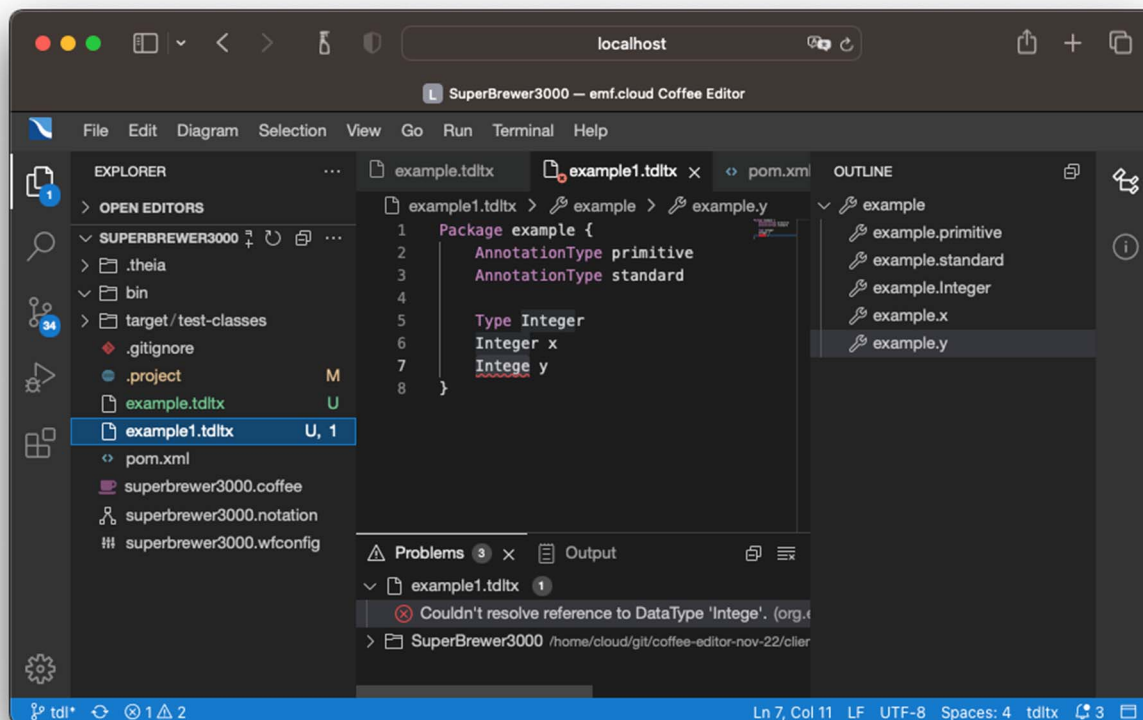 localhost
L SuperBrewer3000 — emf.cloud Coffee Editor
File Edit Diagram Selection View Go Run Terminal Help
1
34
EXPLORER
OPEN EDITORS
SUPERBREWER3000
.theia
bin
target/test-classes
.gitignore
.project M
example.tdltx U
example1.tdltx U, 1
pom.xml
superbrewer3000.coffee
superbrewer3000.notation
superbrewer3000.wfconfig
example.tdltx example1.tdltx pom.xml
example1.tdltx > example > example.y
1 Package example {
2 AnnotationType primitive
3 AnnotationType standard
4
5 Type Integer
6 Integer x
7 Intege y
8 }
Problems 3 Output
example1.tdltx 1
Couldn't resolve reference to DataType 'Intege'. (org.e
SuperBrewer3000 /home/cloud/git/coffee-editor-nov-22/clier
OUTLINE
example
example.primitive
example.standard
example.Integer
example.x
example.y
tdl* 1 2 Ln 7, Col 11 LF UTF-8 Spaces: 4 tdltx 3